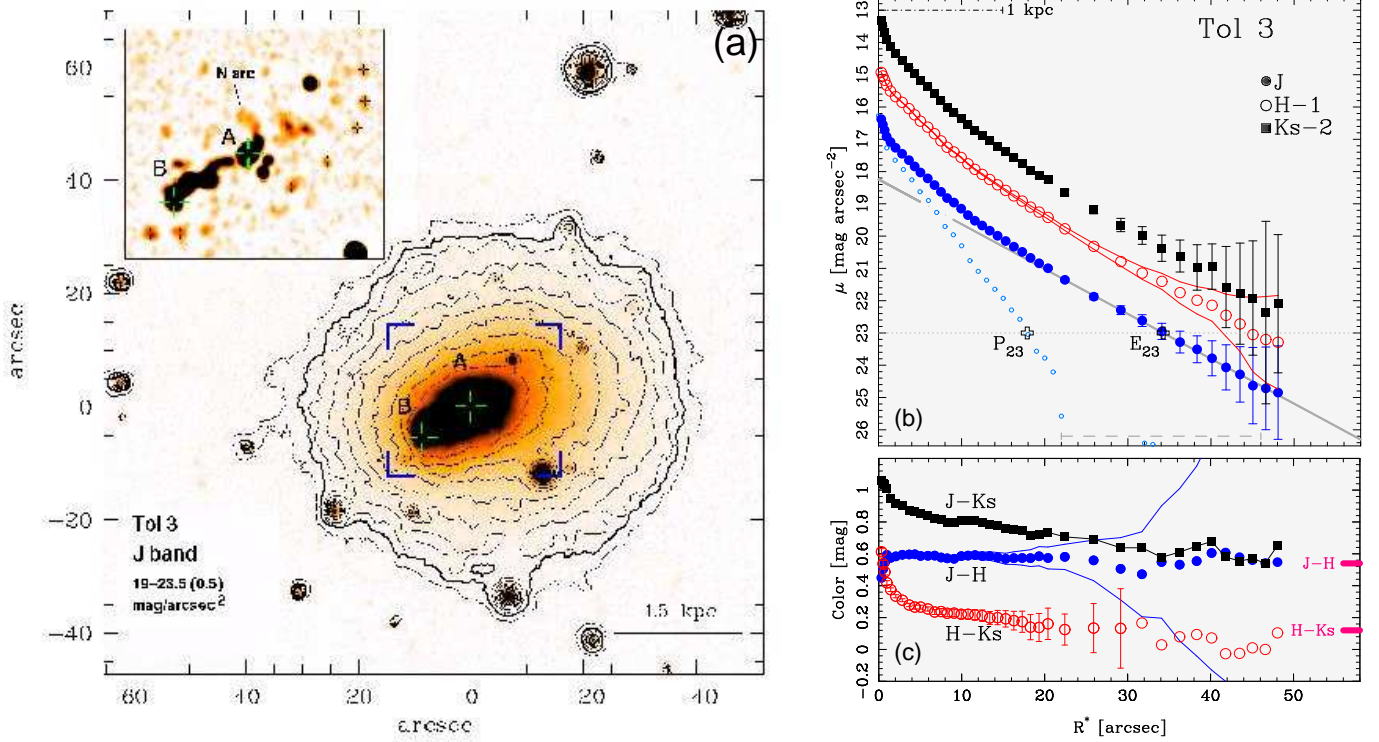 (a)
N arc
A
B
A
B
Tol 3
J band
19–23.5 (0.5)
mag/arcsec2
1.5 kpc
60
40
20
0
−20
−40
arcsec
60
40
20
0
−20
−40
arcsec
1 kpc
Tol 3
J
H−1
Ks−2
P23
E23
(b)
13
14
15
16
17
18
19
20
21
22
23
24
25
26
μ [mag arcsec−2]
J−Ks
J−H
H−Ks
J−H
H−Ks
(c)
1
0.8
0.6
0.4
0.2
0
Color [mag]
0
10
20
30
40
50
R* [arcsec]